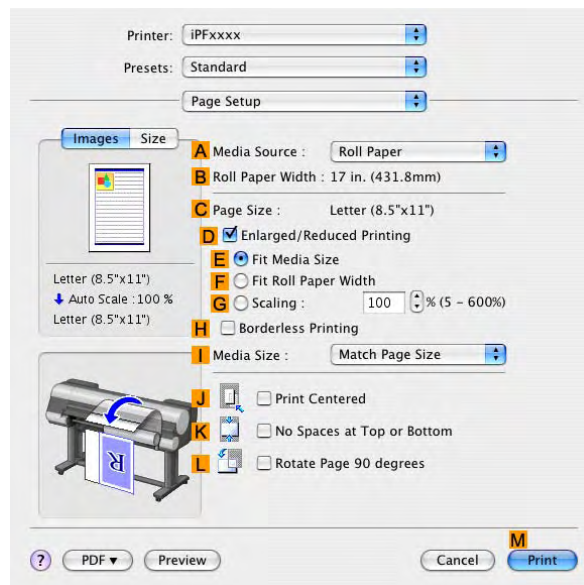 Printer: iPFxxxx
Presets: Standard
Page Setup
Images Size
Letter (8.5"x11")
Auto Scale :100 %
Letter (8.5"x11")
A Media Source : Roll Paper
B Roll Paper Width : 17 in. (431.8mm)
C Page Size : Letter (8.5"x11")
D Enlarged/Reduced Printing
E Fit Media Size
F Fit Roll Paper Width
G Scaling : 100 % (5 - 600%)
H Borderless Printing
I Media Size : Match Page Size
J Print Centered
K No Spaces at Top or Bottom
L Rotate Page 90 degrees
R
M
? PDF ▼ Preview Cancel Print